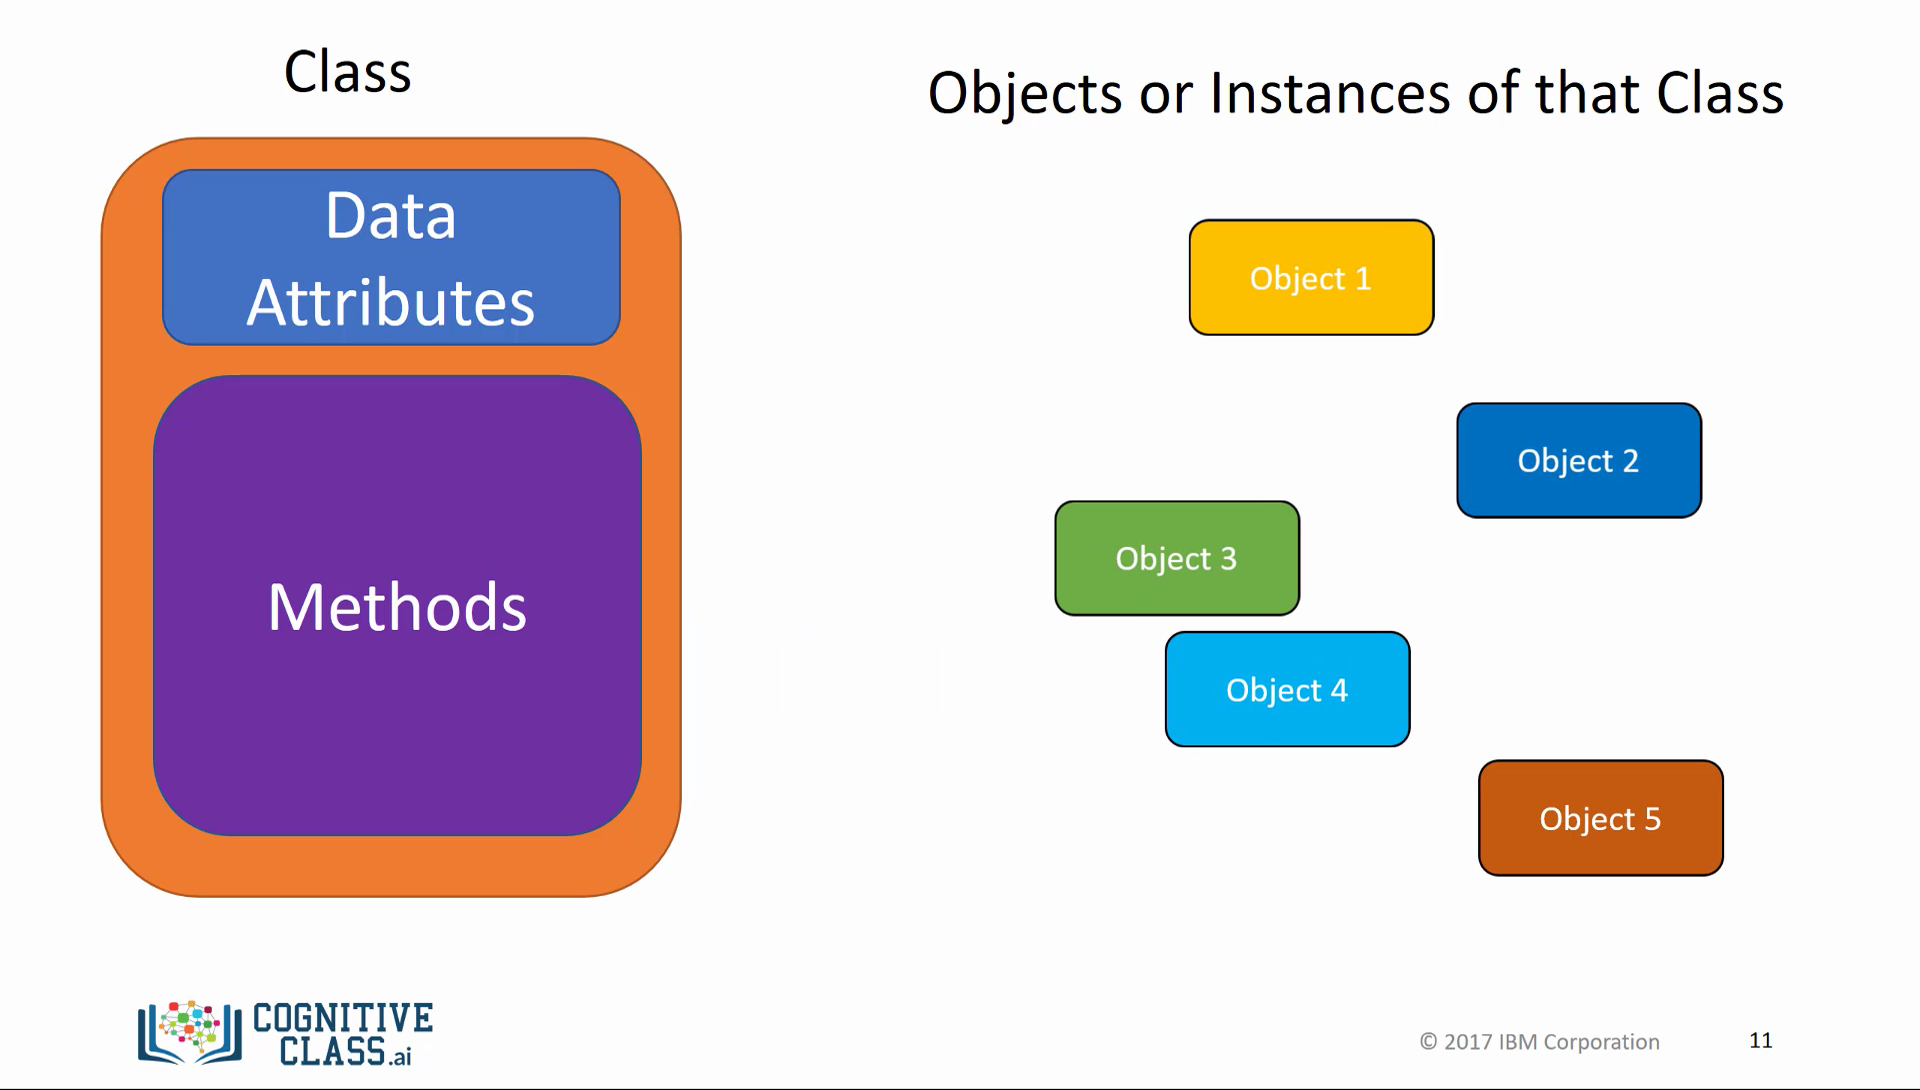 Class
Objects or Instances of that Class
Data
Attributes
Methods
Object 1
Object 2
Object 3
Object 4
Object 5
COGNITIVE
CLASS.ai
© 2017 IBM Corporation
11